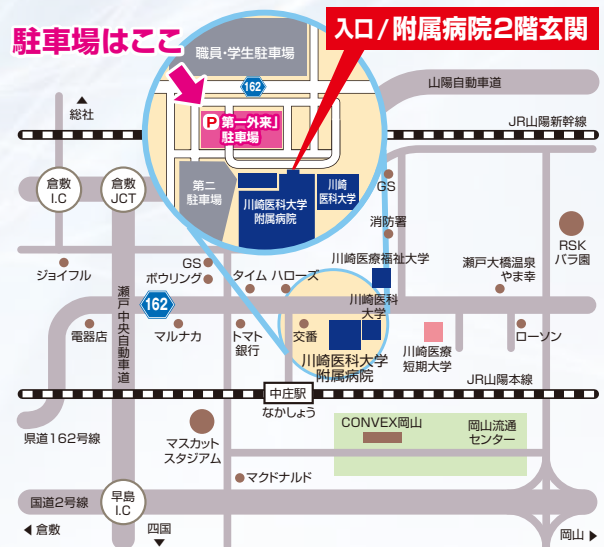 駐車場はここ
入口/附属病院2階玄関
職員・学生駐車場
162
P 第一外来」
駐車場
第二
駐車場
川崎医科大学
附属病院
川崎
医科大学
山陽自動車道
総社
JR山陽新幹線
倉敷
I.C
倉敷
JCT
GS
消防署
RSK
バラ園
ジョイフル
GS
ボウリング
タイム
ハローズ
川崎医療福祉大学
瀬戸大橋温泉
やま幸
瀬戸中央自動車道
162
川崎医科
大学
電器店
マルナカ
トマト
銀行
交番
川崎医科大学
附属病院
川崎医療
短期大学
ローソン
JR山陽本線
中庄駅
なかしょう
県道162号線
マスカット
スタジアム
CONVEX岡山
岡山流通
センター
マクドナルド
国道2号線
早島
I.C
倉敷
四国
岡山